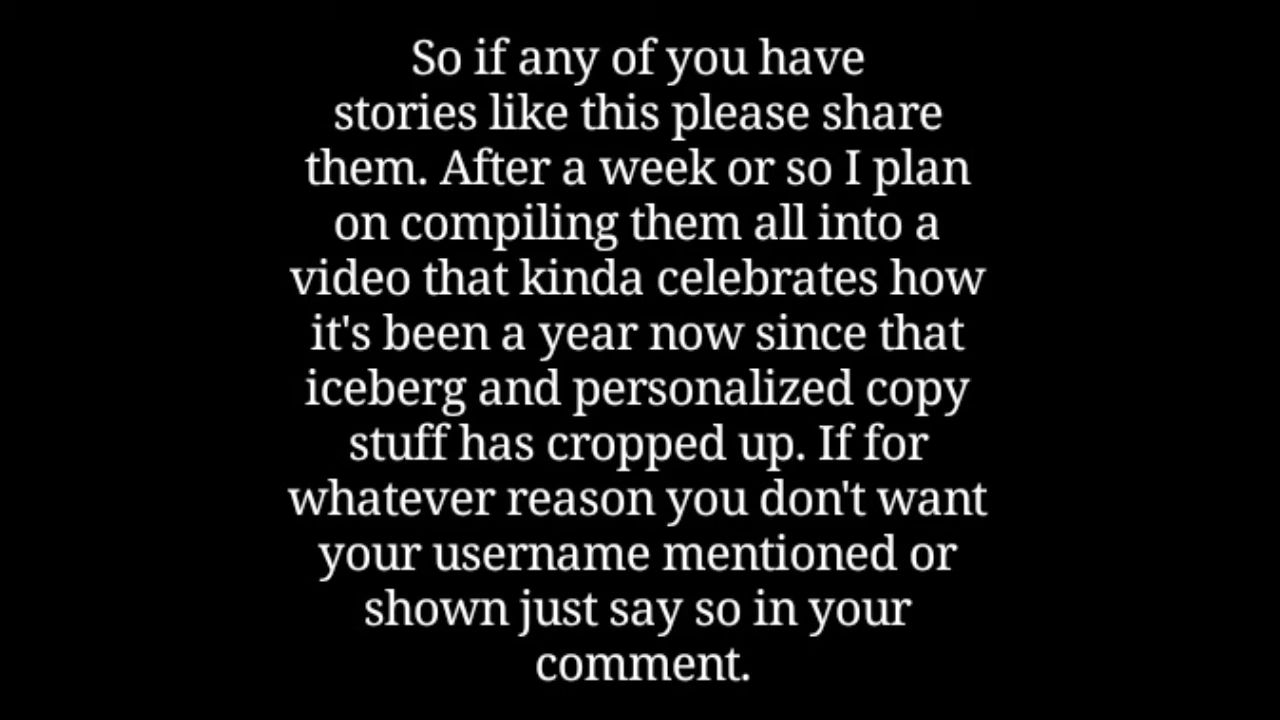 So if any of you have
stories like this please share
them. After a week or so I plan
on compiling them all into a
video that kinda celebrates how
it's been a year now since that
iceberg and personalized copy
stuff has cropped up. If for
whatever reason you don't want
your username mentioned or
shown just say so in your
comment.